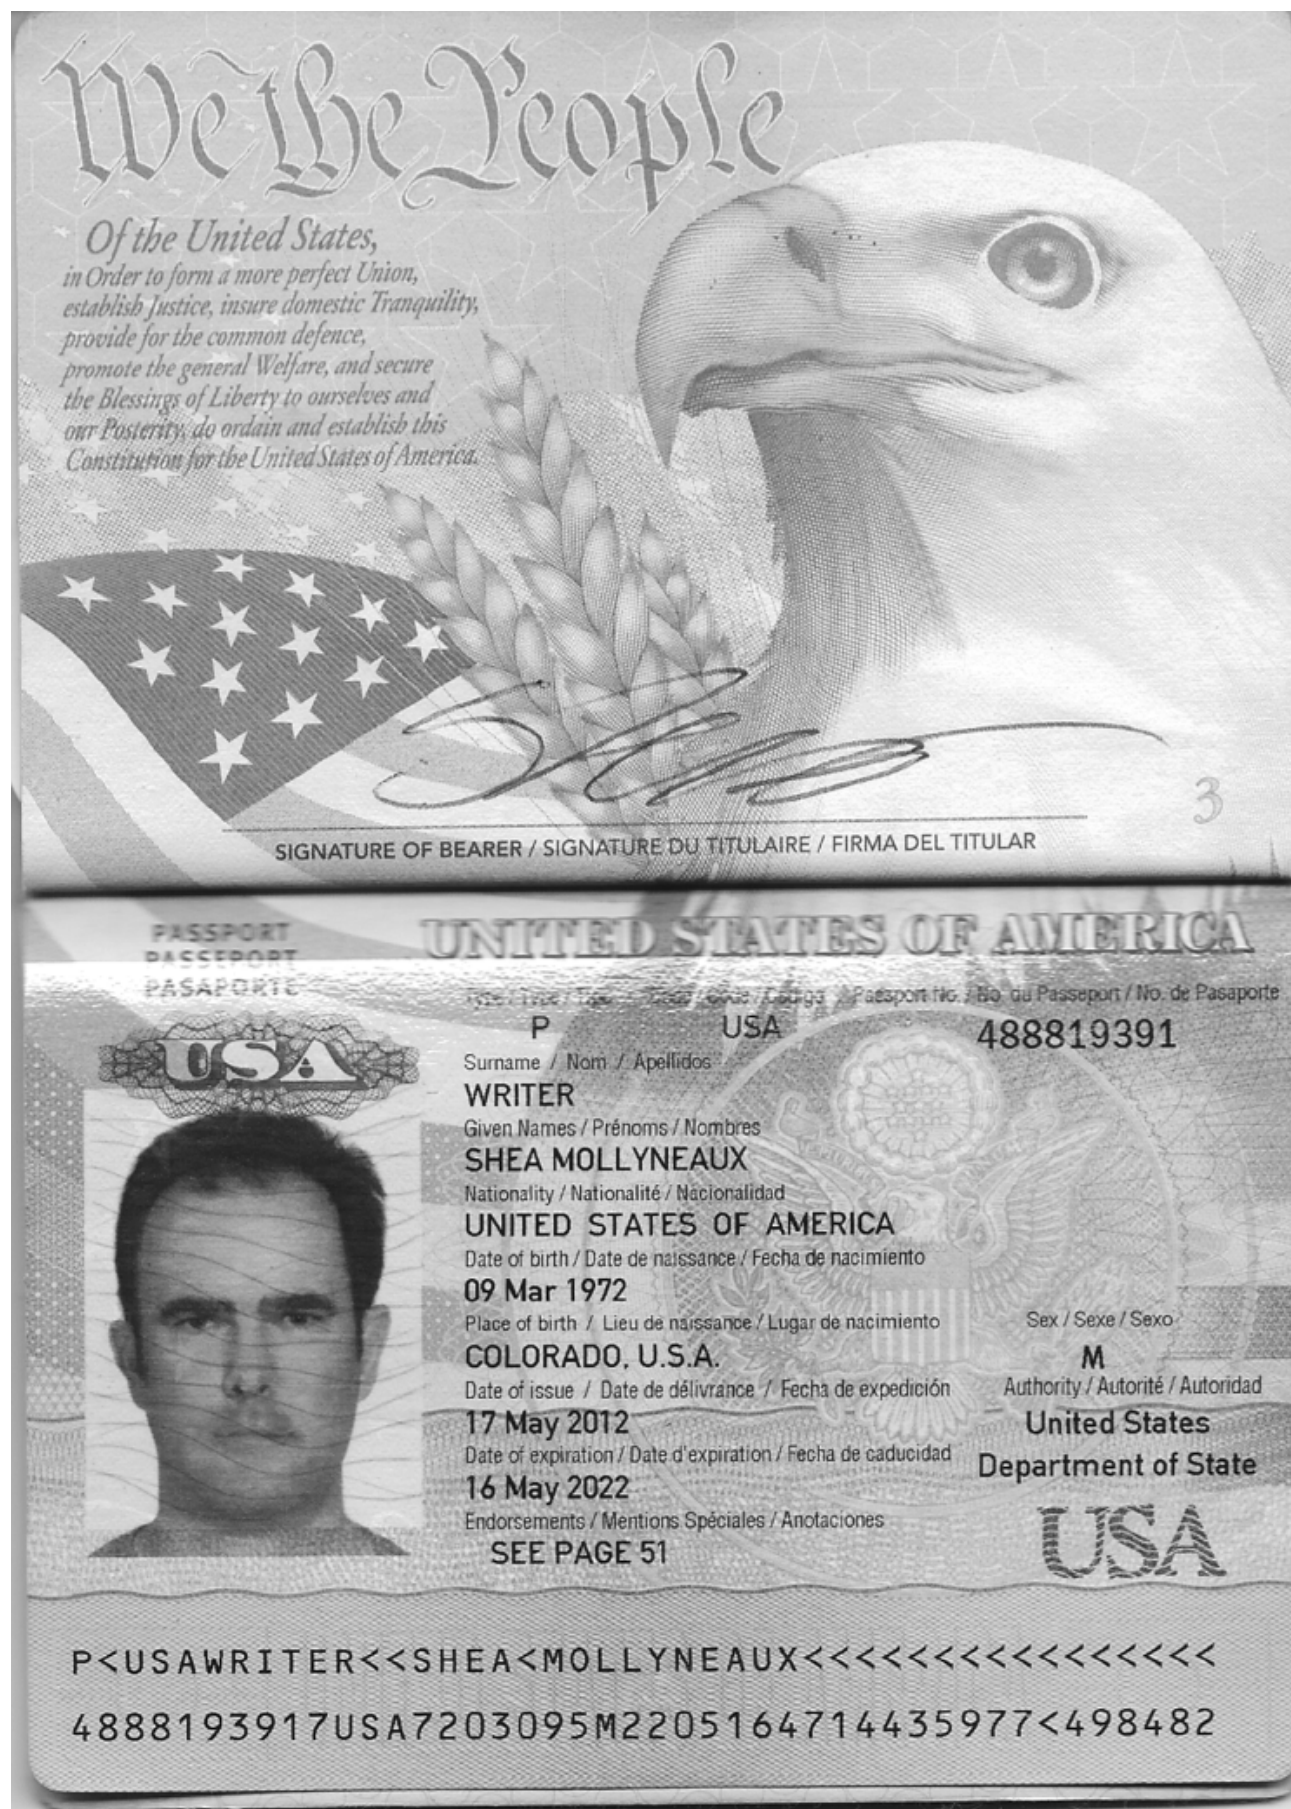 We the People
Of the United States,
in Order to form a more perfect Union,
establish Justice, insure domestic Tranquility,
provide for the common defence,
promote the general Welfare, and secure
the Blessings of Liberty to ourselves and
our Posterity, do ordain and establish this
Constitution for the United States of America.
3
SIGNATURE OF BEARER / SIGNATURE DU TITULAIRE / FIRMA DEL TITULAR
PASSPORT
PASSEPORT
PASAPORTE
UNITED STATES OF AMERICA
Type / Type / Tipo Code / Code / Código Passport No. / No. du Passeport / No. de Pasaporte
P USA 488819391
USA
Surname / Nom / Apellidos
WRITER
Given Names / Prénoms / Nombres
SHEA MOLLYNEAUX
Nationality / Nationalité / Nacionalidad
UNITED STATES OF AMERICA
Date of birth / Date de naissance / Fecha de nacimiento
09 Mar 1972
Place of birth / Lieu de naissance / Lugar de nacimiento Sex / Sexe / Sexo
COLORADO, U.S.A. M
Date of issue / Date de délivrance / Fecha de expedición Authority / Autorité / Autoridad
17 May 2012 United States
Date of expiration / Date d'expiration / Fecha de caducidad Department of State
16 May 2022
Endorsements / Mentions Spéciales / Anotaciones
SEE PAGE 51
USA
P<USAWRITER<<SHEA<MOLLYNEAUX<<<<<<<<<<<<<<<<
4888193917USA7203095M2205164714435977<498482